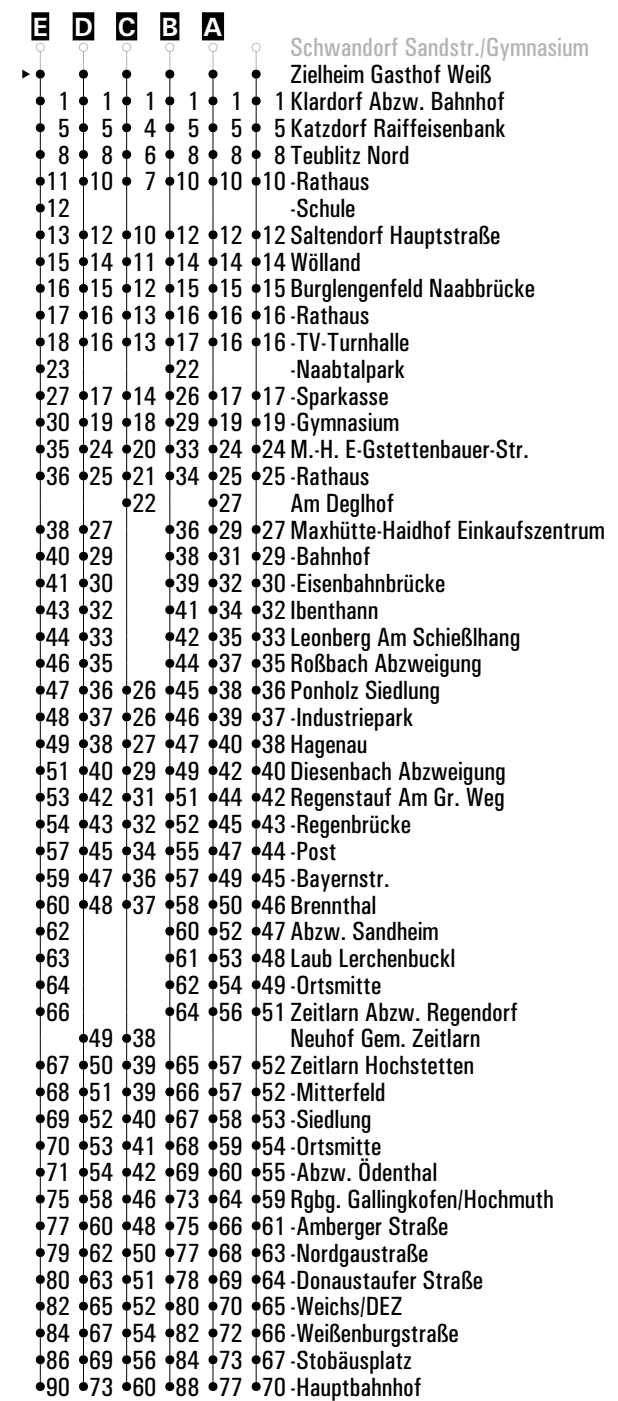 E D C B A
Schwandorf Sandstr./Gymnasium
Zielheim Gasthof Weiß
1 1 1 1 1 1 Klardorf Abzw. Bahnhof
5 5 4 5 5 5 Katzdorf Raiffeisenbank
8 8 6 8 8 8 Teublitz Nord
11 10 7 10 10 10 -Rathaus
12 -Schule
13 12 10 12 12 12 Saltendorf Hauptstraße
15 14 11 14 14 14 Wölland
16 15 12 15 15 15 Burglengenfeld Naabbrücke
17 16 13 16 16 16 -Rathaus
18 16 13 17 16 16 -TV-Turnhalle
23 22 -Naabtalpark
27 17 14 26 17 17 -Sparkasse
30 19 18 29 19 19 -Gymnasium
35 24 20 33 24 24 M.-H. E-Gstettenbauer-Str.
36 25 21 34 25 25 -Rathaus
22 27 Am Deglhof
38 27 36 29 27 Maxhütte-Haidhof Einkaufszentrum
40 29 38 31 29 -Bahnhof
41 30 39 32 30 -Eisenbahnbrücke
43 32 41 34 32 Ibenthann
44 33 42 35 33 Leonberg Am Schießlhang
46 35 44 37 35 Roßbach Abzweigung
47 36 26 45 38 36 Ponholz Siedlung
48 37 26 46 39 37 -Industriepark
49 38 27 47 40 38 Hagenau
51 40 29 49 42 40 Diesenbach Abzweigung
53 42 31 51 44 42 Regenstauf Am Gr. Weg
54 43 32 52 45 43 -Regenbrücke
57 45 34 55 47 44 -Post
59 47 36 57 49 45 -Bayernstr.
60 48 37 58 50 46 Brennthal
62 60 52 47 Abzw. Sandheim
63 61 53 48 Laub Lerchenbuckl
64 62 54 49 -Ortsmitte
66 64 56 51 Zeitlarn Abzw. Regendorf
49 38 Neuhof Gem. Zeitlarn
67 50 39 65 57 52 Zeitlarn Hochstetten
68 51 39 66 57 52 -Mitterfeld
69 52 40 67 58 53 -Siedlung
70 53 41 68 59 54 -Ortsmitte
71 54 42 69 60 55 -Abzw. Ödenthal
75 58 46 73 64 59 Rgbg. Gallingkofen/Hochmuth
77 60 48 75 66 61 -Amberger Straße
79 62 50 77 68 63 -Nordgaustraße
80 63 51 78 69 64 -Donaustaufer Straße
82 65 52 80 70 65 -Weichs/DEZ
84 67 54 82 72 66 -Weißenburgstraße
86 69 56 84 73 67 -Stobäusplatz
90 73 60 88 77 70 -Hauptbahnhof